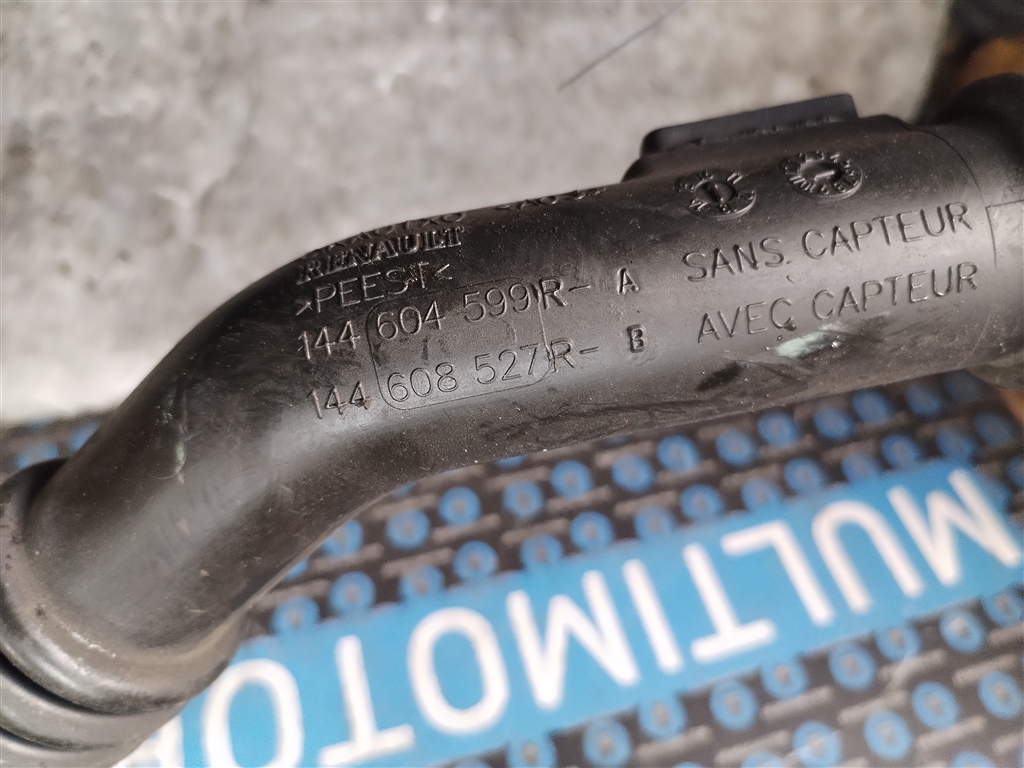 RENAULT
>PEEST<
144 604 599 R- A SANS CAPTEUR
144 608 527 R- B AVEC CAPTEUR
MULTIMOTO